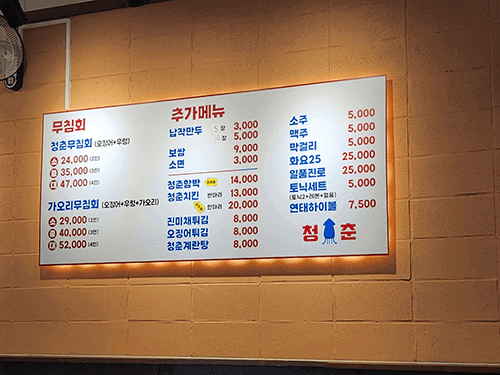 무침회
청춘무침회 (오징어+우렁)
소 24,000 (2인)
중 35,000 (3인)
대 47,000 (4인)
가오리무침회 (오징어+우렁+가오리)
소 29,000 (2인)
중 40,000 (3인)
대 52,000 (4인)
추가메뉴
납작만두 5장 3,000
10장 5,000
보쌈 9,000
소면 3,000
청춘합박 14,000
청춘치킨 반마리 13,000
한마리 20,000
진미채튀김 8,000
오징어튀김 8,000
청춘계란탕 8,000
소주 5,000
맥주 5,000
막걸리 5,000
화요25 25,000
일품진로 25,000
토닉세트 5,000
(토닉2+레몬+얼음)
연태하이볼 7,500
청춘